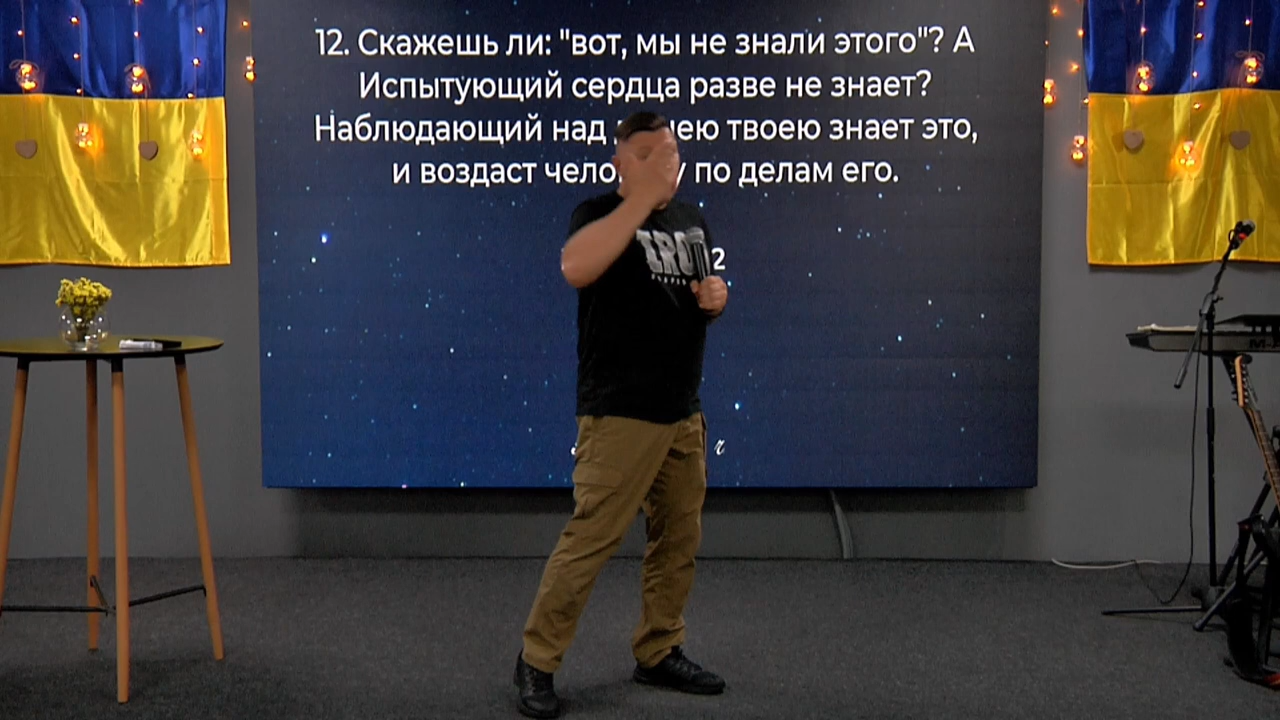 12. Скажешь ли: "вот, мы не знали этого"? А
Испытующий сердца разве не знает?
Наблюдающий над твоею знает это,
и воздаст по делам его.
2